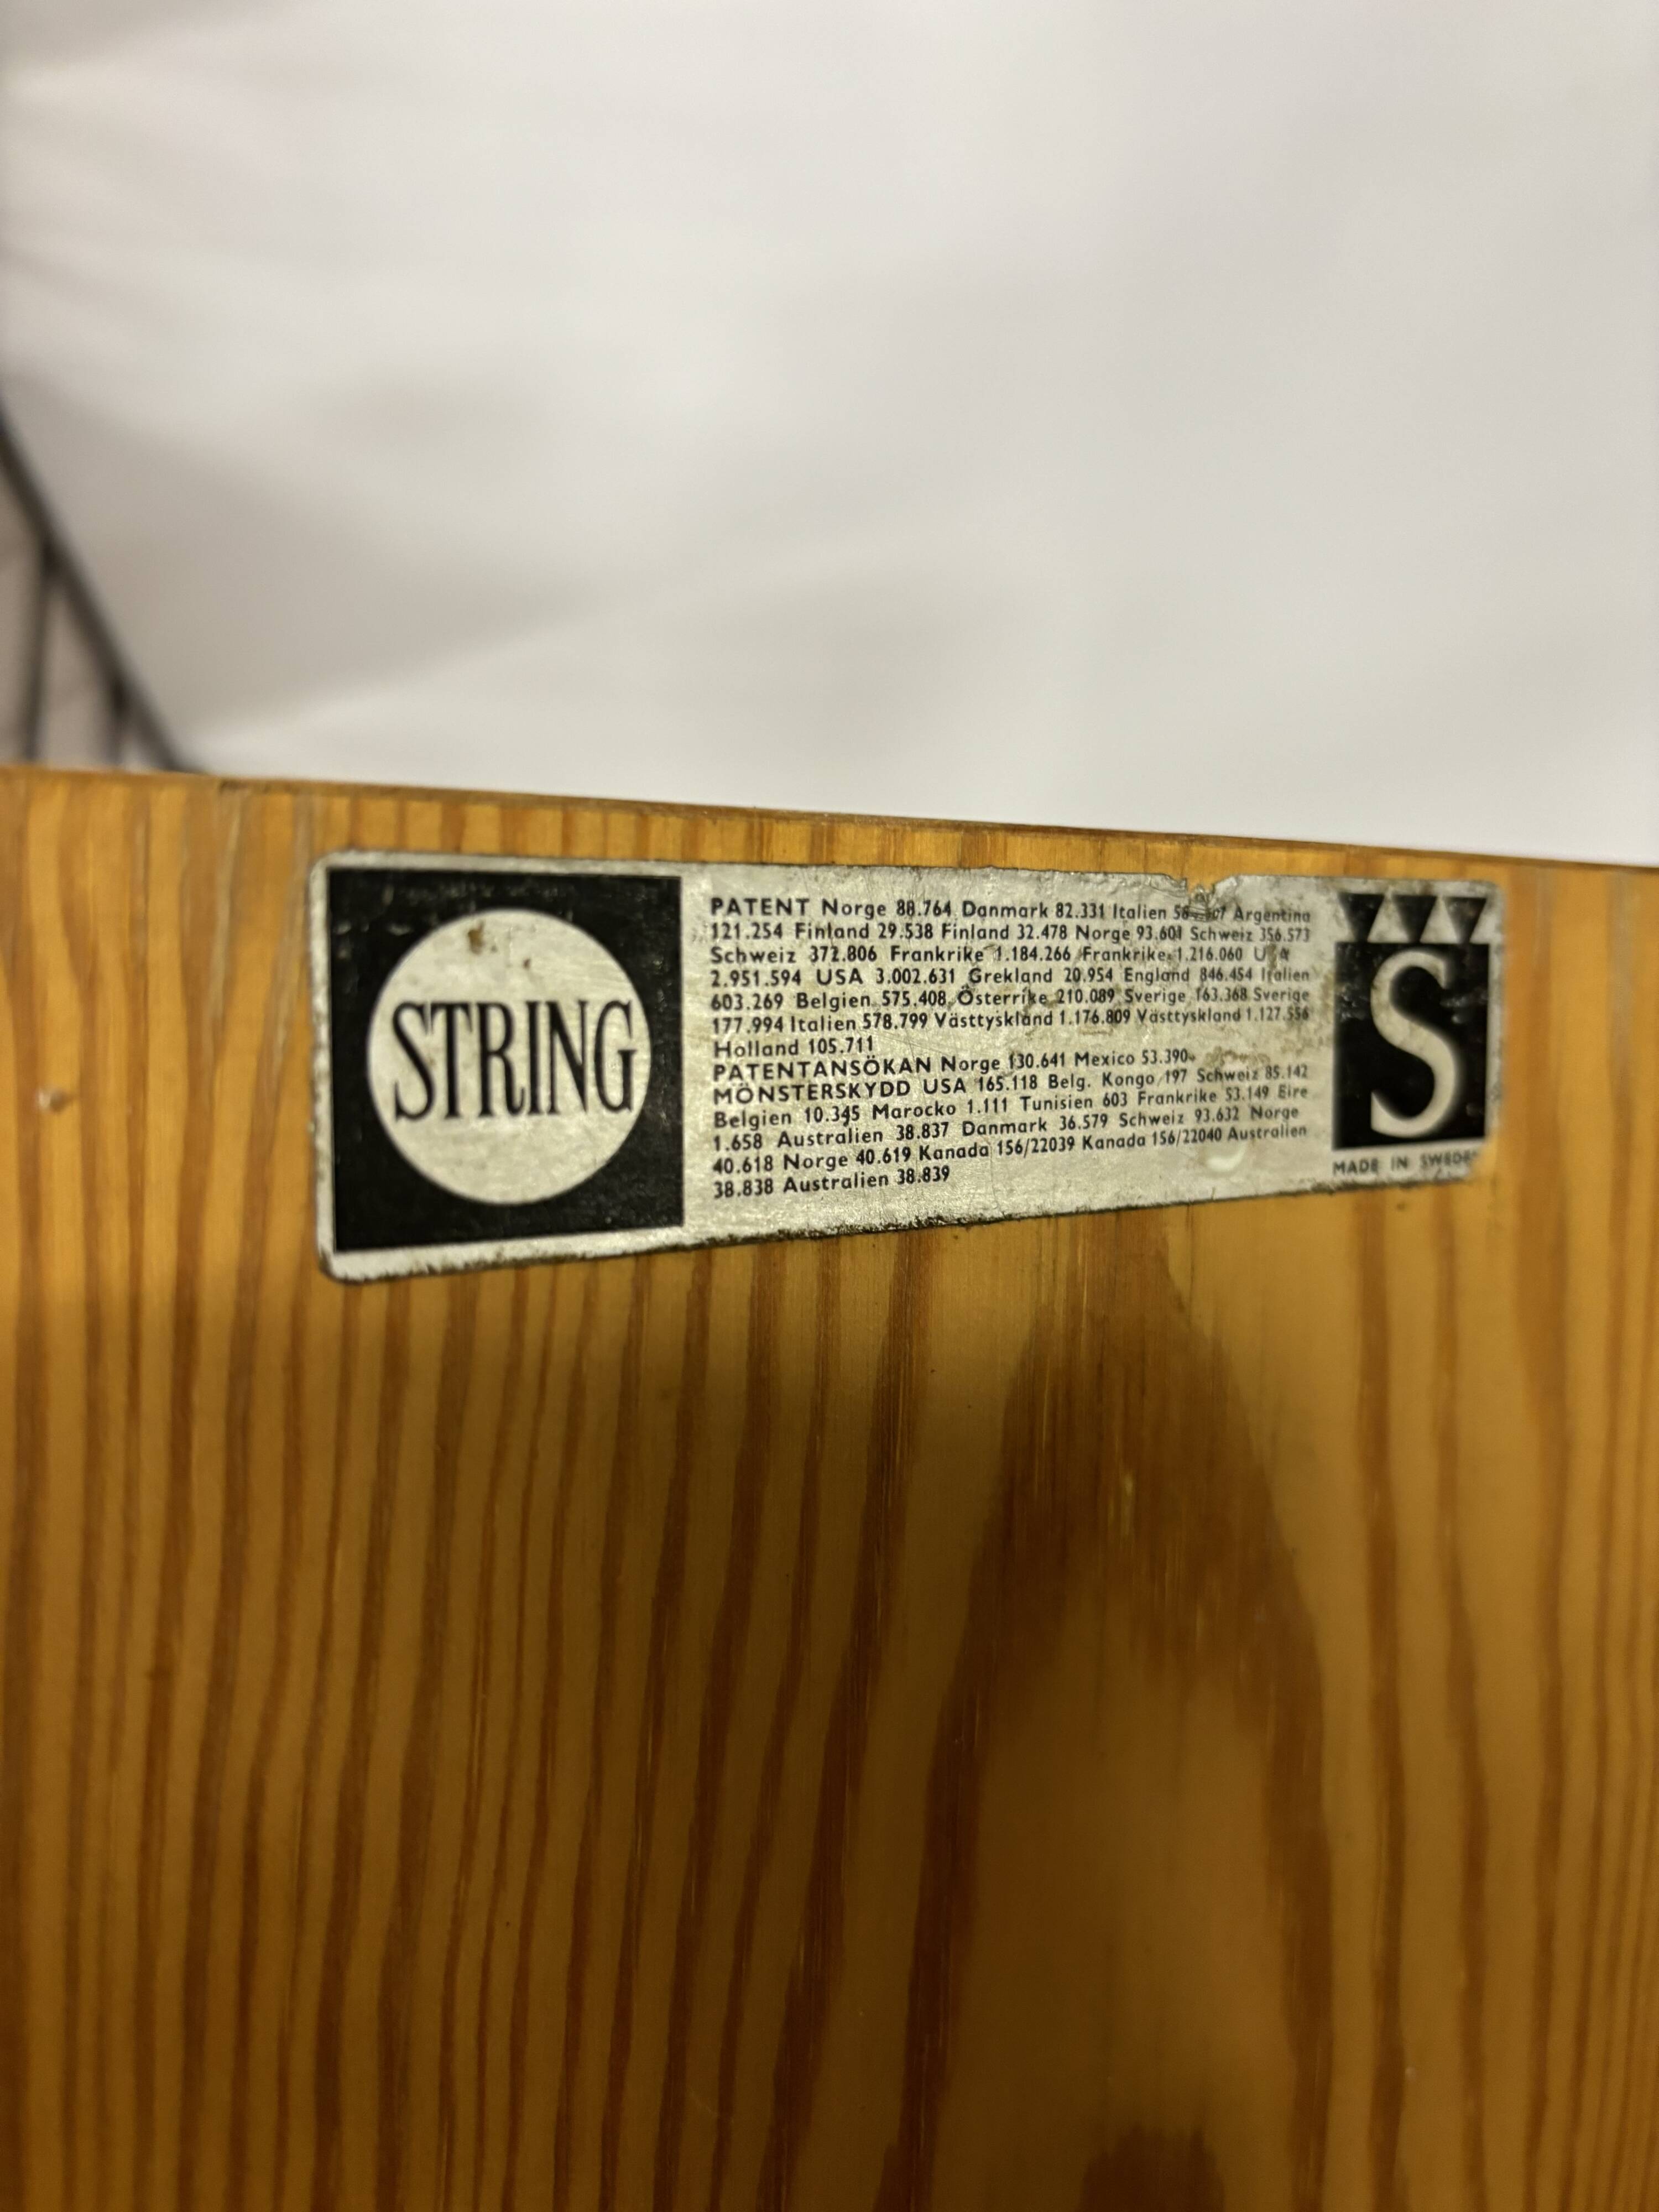 STRING
PATENT Norge 88.764 Danmark 82.331 Italien Argentina
121.254 Finland 29.538 Finland 32.478 Norge 93.601 Schweiz 356.573
Schweiz 372.806 Frankrike 1.184.266 Frankrike 1.216.060 USA
2.951.594 USA 3.002.631 Grekland 20.954 England 846.454 Italien
603.269 Belgien 575.408 Österrike 210.089 Sverige 163.368 Sverige
177.994 Italien 578.799 Västtyskland 1.176.809 Västtyskland 1.127.556
Holland 105.711
PATENTANSÖKAN Norge 130.641 Mexico 53.390
MÖNSTERSKYDD USA 165.118 Belg. Kongo 197 Schweiz 85.142
Belgien 10.345 Marocko 1.111 Tunisien 603 Frankrike 53.149 Eire
1.658 Australien 38.837 Danmark 36.579 Schweiz 93.632 Norge
40.618 Norge 40.619 Kanada 156/22039 Kanada 156/22040 Australien
38.838 Australien 38.839
S
MADE IN SWEDEN